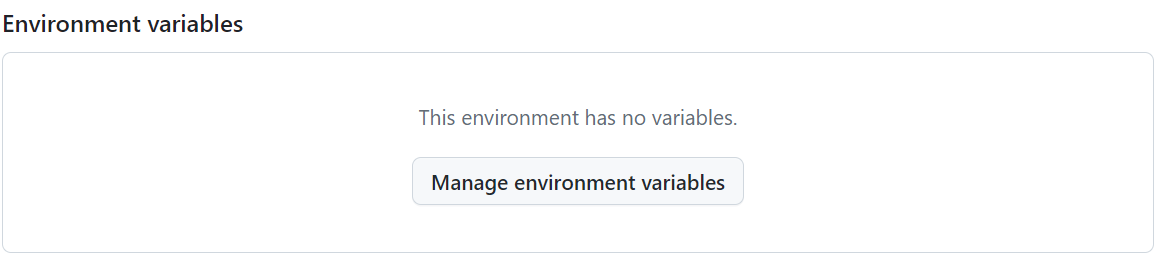 Environment variables
This environment has no variables.
Manage environment variables